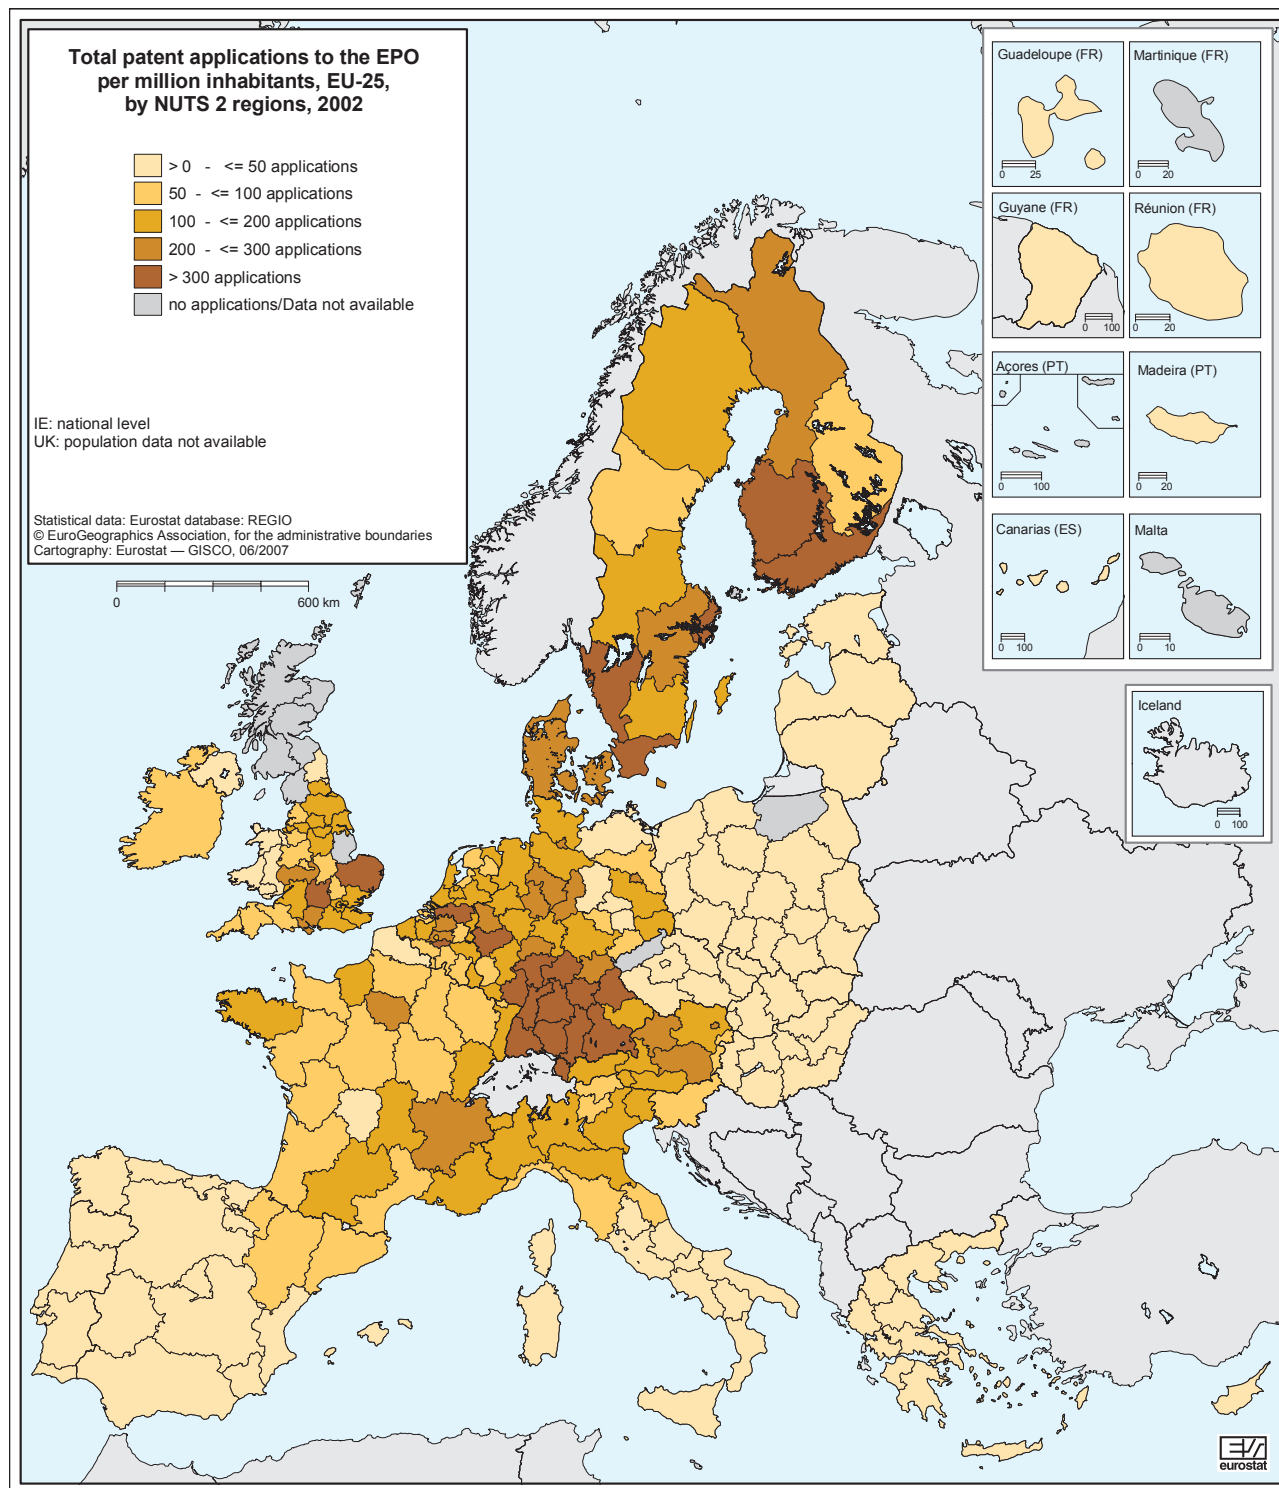 Total patent applications to the EPO
per million inhabitants, EU-25,
by NUTS 2 regions, 2002
> 0 - <= 50 applications
50 - <= 100 applications
100 - <= 200 applications
200 - <= 300 applications
> 300 applications
no applications/Data not available
IE: national level
UK: population data not available
Statistical data: Eurostat database: REGIO
© EuroGeographics Association, for the administrative boundaries
Cartography: Eurostat — GISCO, 06/2007
0 600 km
Guadeloupe (FR)
0 25
Martinique (FR)
0 20
Guyane (FR)
0 100
Réunion (FR)
0 20
Açores (PT)
0 100
Madeira (PT)
0 20
Canarias (ES)
0 100
Malta
0 10
Iceland
0 100
eurostat